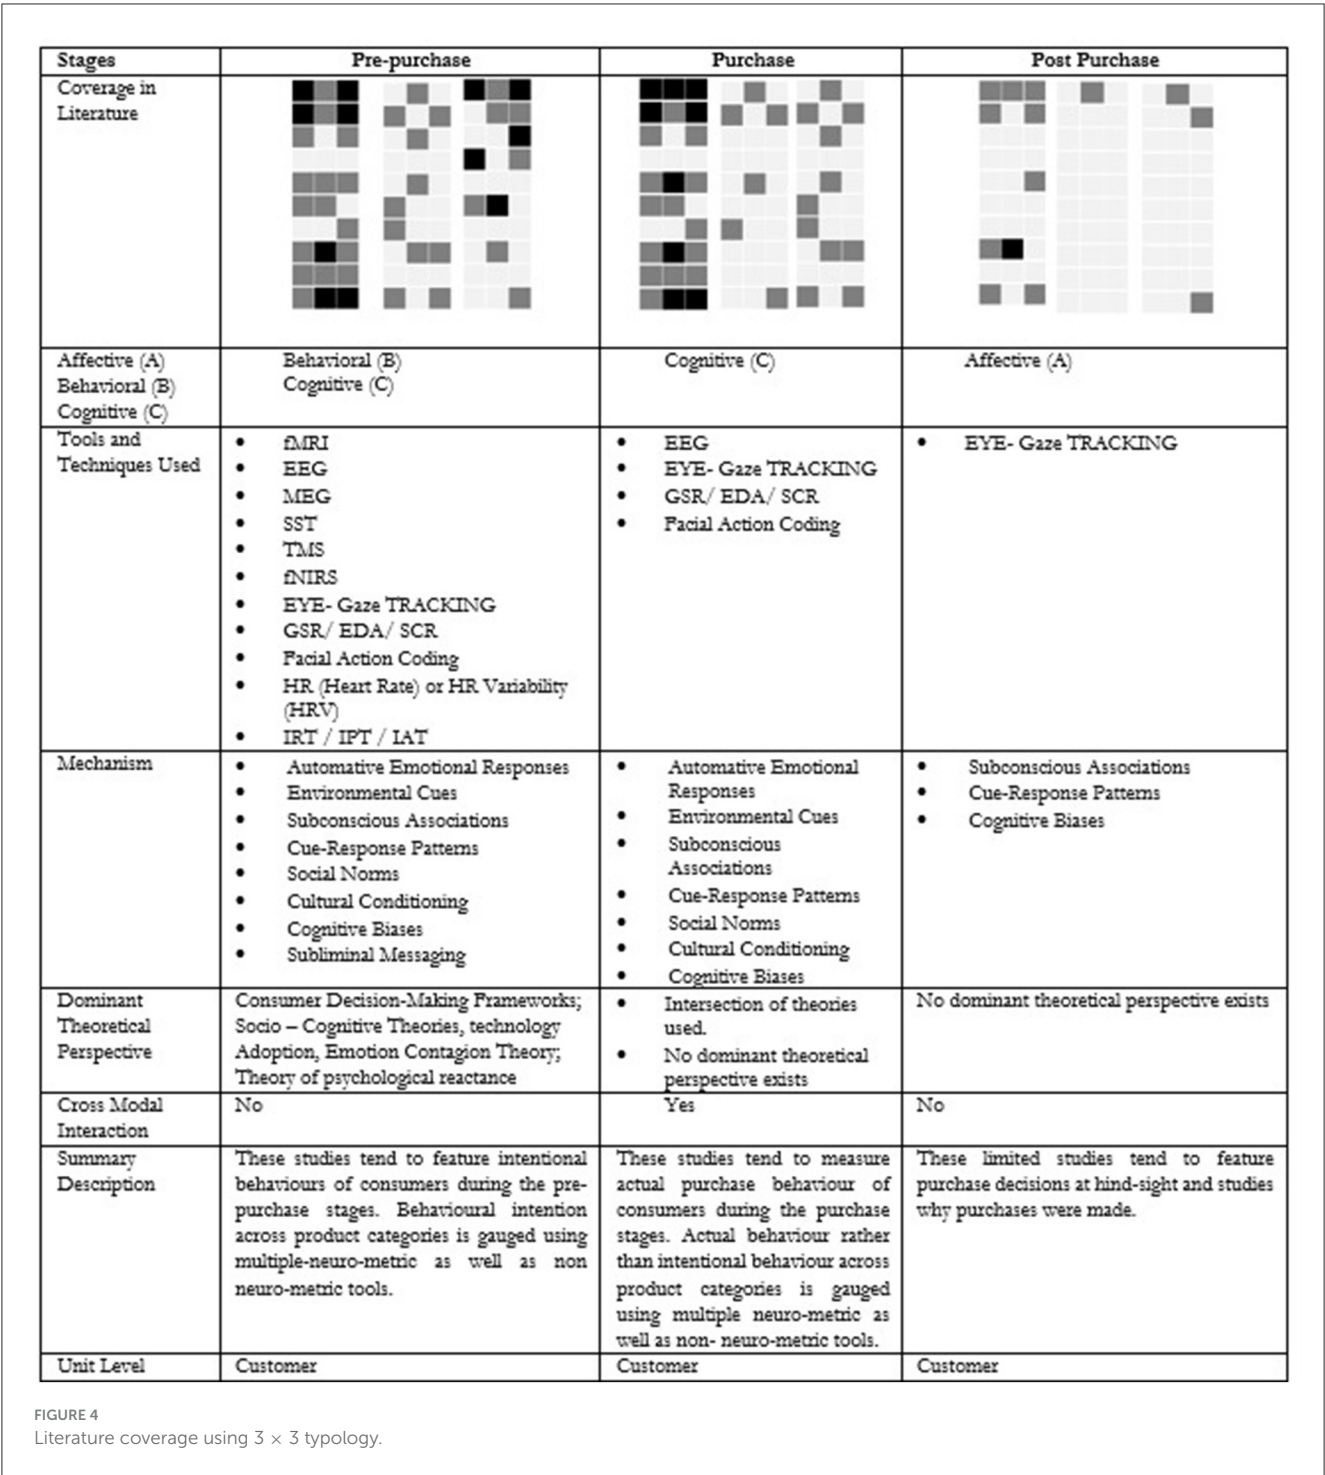 Stages
Pre-purchase
Purchase
Post Purchase
Coverage in
Literature
Affective (A)
Behavioral (B)
Cognitive (C)
Behavioral (B)
Cognitive (C)
Cognitive (C)
Affective (A)
Tools and
Techniques Used
• fMRI
• EEG
• MEG
• SST
• TMS
• fNIRS
• EYE- Gaze TRACKING
• GSR/ EDA/ SCR
• Facial Action Coding
• HR (Heart Rate) or HR Variability
(HRV)
• IRT / IPT / IAT
• EEG
• EYE- Gaze TRACKING
• GSR/ EDA/ SCR
• Facial Action Coding
• EYE- Gaze TRACKING
Mechanism
• Automative Emotional Responses
• Environmental Cues
• Subconscious Associations
• Cue-Response Patterns
• Social Norms
• Cultural Conditioning
• Cognitive Biases
• Subliminal Messaging
• Automative Emotional
Responses
• Environmental Cues
• Subconscious
Associations
• Cue-Response Patterns
• Social Norms
• Cultural Conditioning
• Cognitive Biases
• Subconscious Associations
• Cue-Response Patterns
• Cognitive Biases
Dominant
Theoretical
Perspective
Consumer Decision-Making Frameworks;
Socio – Cognitive Theories, technology
Adoption, Emotion Contagion Theory;
Theory of psychological reactance
• Intersection of theories
used.
• No dominant theoretical
perspective exists
No dominant theoretical perspective exists
Cross Modal
Interaction
No
Yes
No
Summary
Description
These studies tend to feature intentional
behaviours of consumers during the pre-
purchase stages. Behavioural intention
across product categories is gauged using
multiple-neuro-metric as well as non
neuro-metric tools.
These studies tend to measure
actual purchase behaviour of
consumers during the purchase
stages. Actual behaviour rather
than intentional behaviour across
product categories is gauged
using multiple neuro-metric as
well as non- neuro-metric tools.
These limited studies tend to feature
purchase decisions at hind-sight and studies
why purchases were made.
Unit Level
Customer
Customer
Customer
FIGURE 4
Literature coverage using 3 × 3 typology.